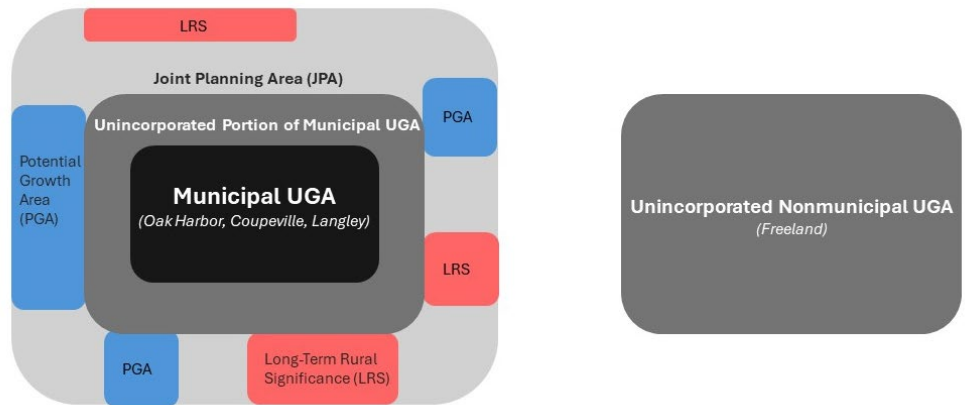 LRS
Joint Planning Area (JPA)
PGA
Unincorporated Portion of Municipal UGA
Potential
Growth
Area
(PGA)
Municipal UGA
(Oak Harbor, Coupeville, Langley)
LRS
PGA
Long-Term Rural
Significance (LRS)
Unincorporated Nonmunicipal UGA
(Freeland)